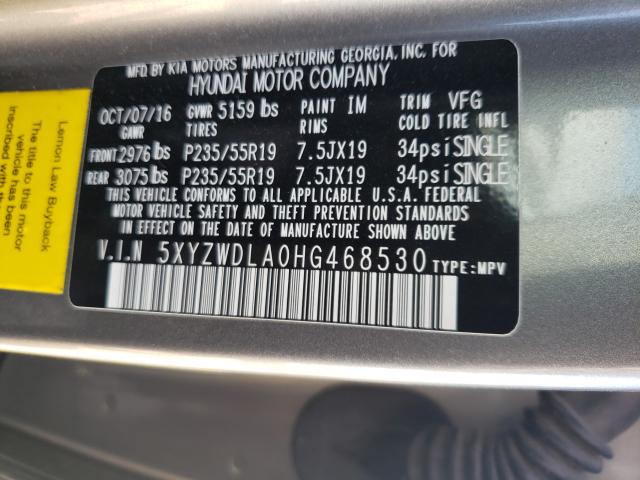 MFD BY KIA MOTORS MANUFACTURING GEORGIA, INC. FOR
HYUNDAI MOTOR COMPANY
OCT/07/16 GVWR 5159 lbs PAINT IM TRIM VFG
GAWR TIRES RIMS COLD TIRE INFL
FRONT 2976 lbs P235/55R19 7.5JX19 34psi SINGLE
REAR 3075 lbs P235/55R19 7.5JX19 34psi SINGLE
THIS VEHICLE CONFORMS TO ALL APPLICABLE U.S.A. FEDERAL
MOTOR VEHICLE SAFETY AND THEFT PREVENTION STANDARDS
IN EFFECT ON THE DATE OF MANUFACTURE SHOWN ABOVE.
V.I.N 5XYZWDLA0HG468530 TYPE:MPV
Lemon Law Buyback
The title to this motor
vehicle has been
inscribed with the